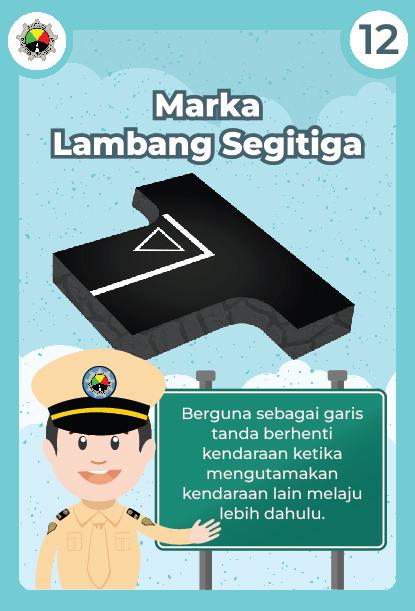 12
Marka
Lambang Segitiga
Berguna sebagai garis
tanda berhenti
kendaraan ketika
mengutamakan
kendaraan lain melaju
lebih dahulu.